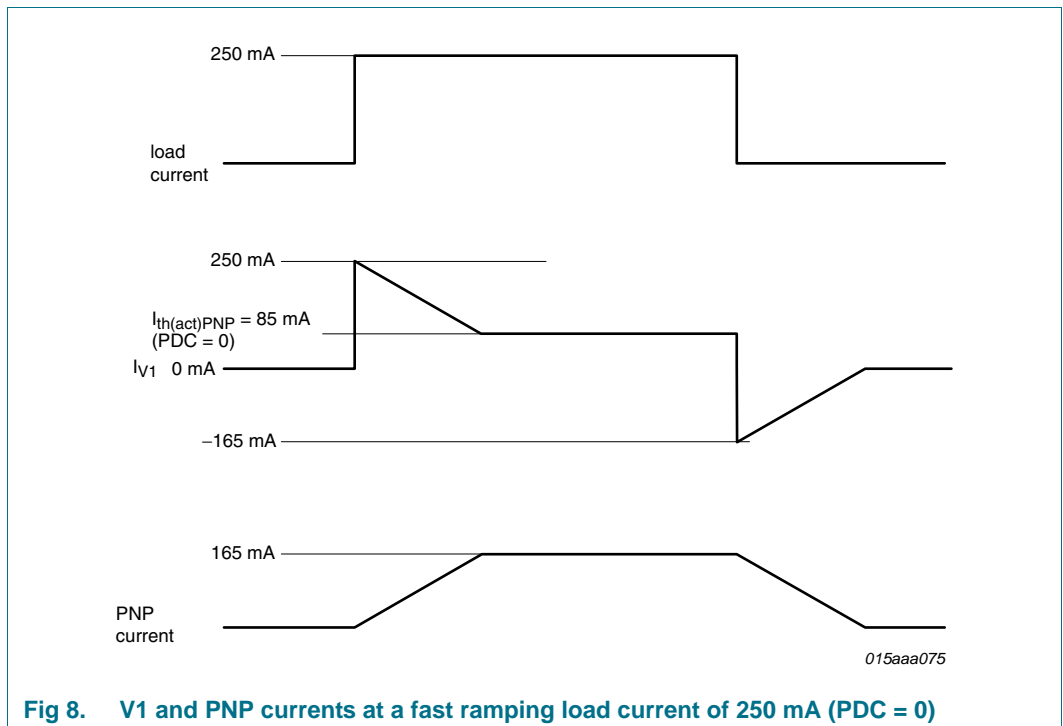 250 mA
load
current
250 mA
Ith(act)PNP = 85 mA
(PDC = 0)
IV1 0 mA
−165 mA
165 mA
PNP
current
015aaa075
Fig 8. V1 and PNP currents at a fast ramping load current of 250 mA (PDC = 0)